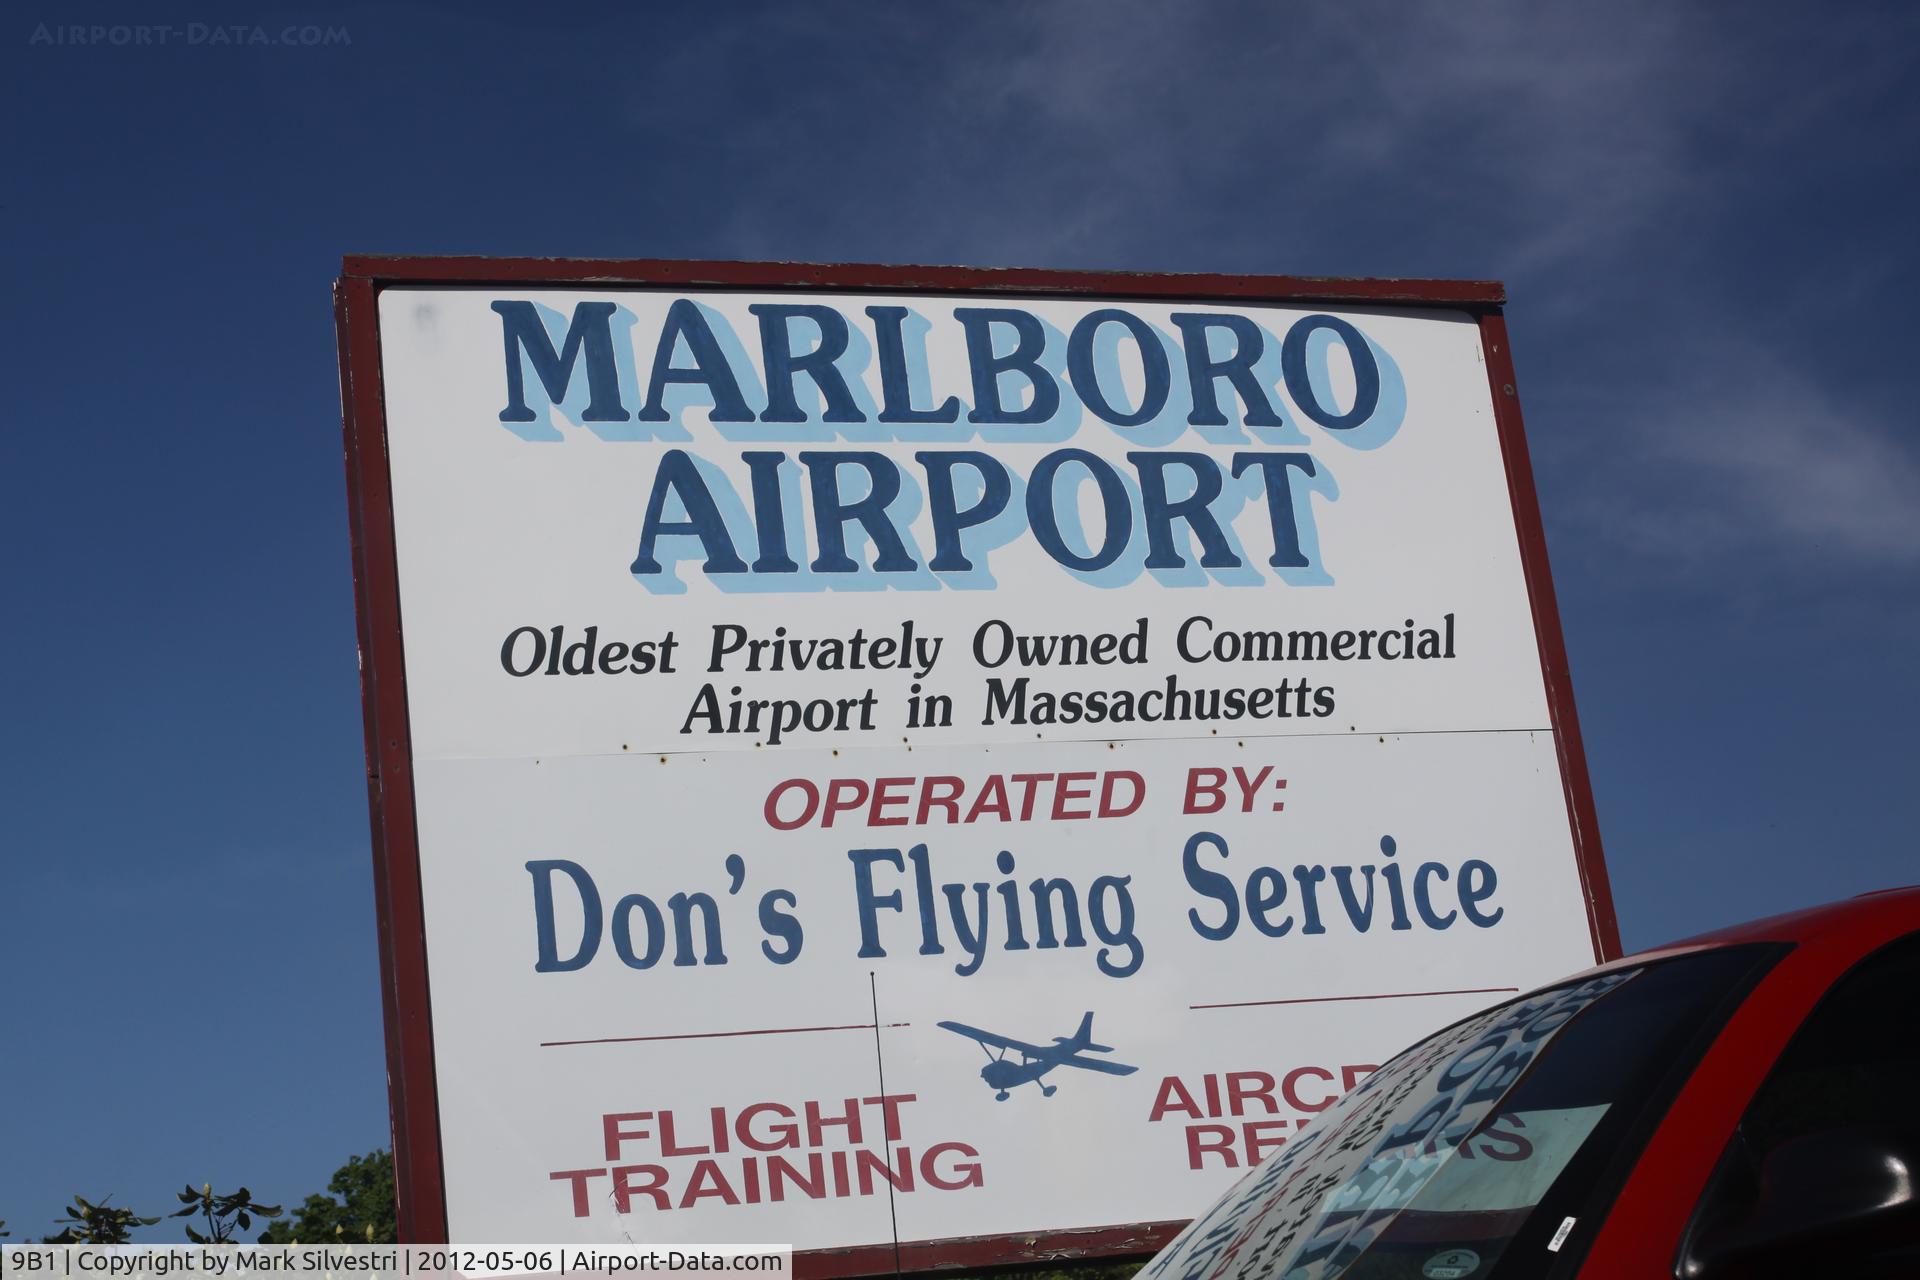 AIRPORT-DATA.COM
MARLBORO
AIRPORT
Oldest Privately Owned Commercial
Airport in Massachusetts
OPERATED BY:
Don's Flying Service
FLIGHT
TRAINING
9B1 | Copyright by Mark Silvestri | 2012-05-06 | Airport-Data.com